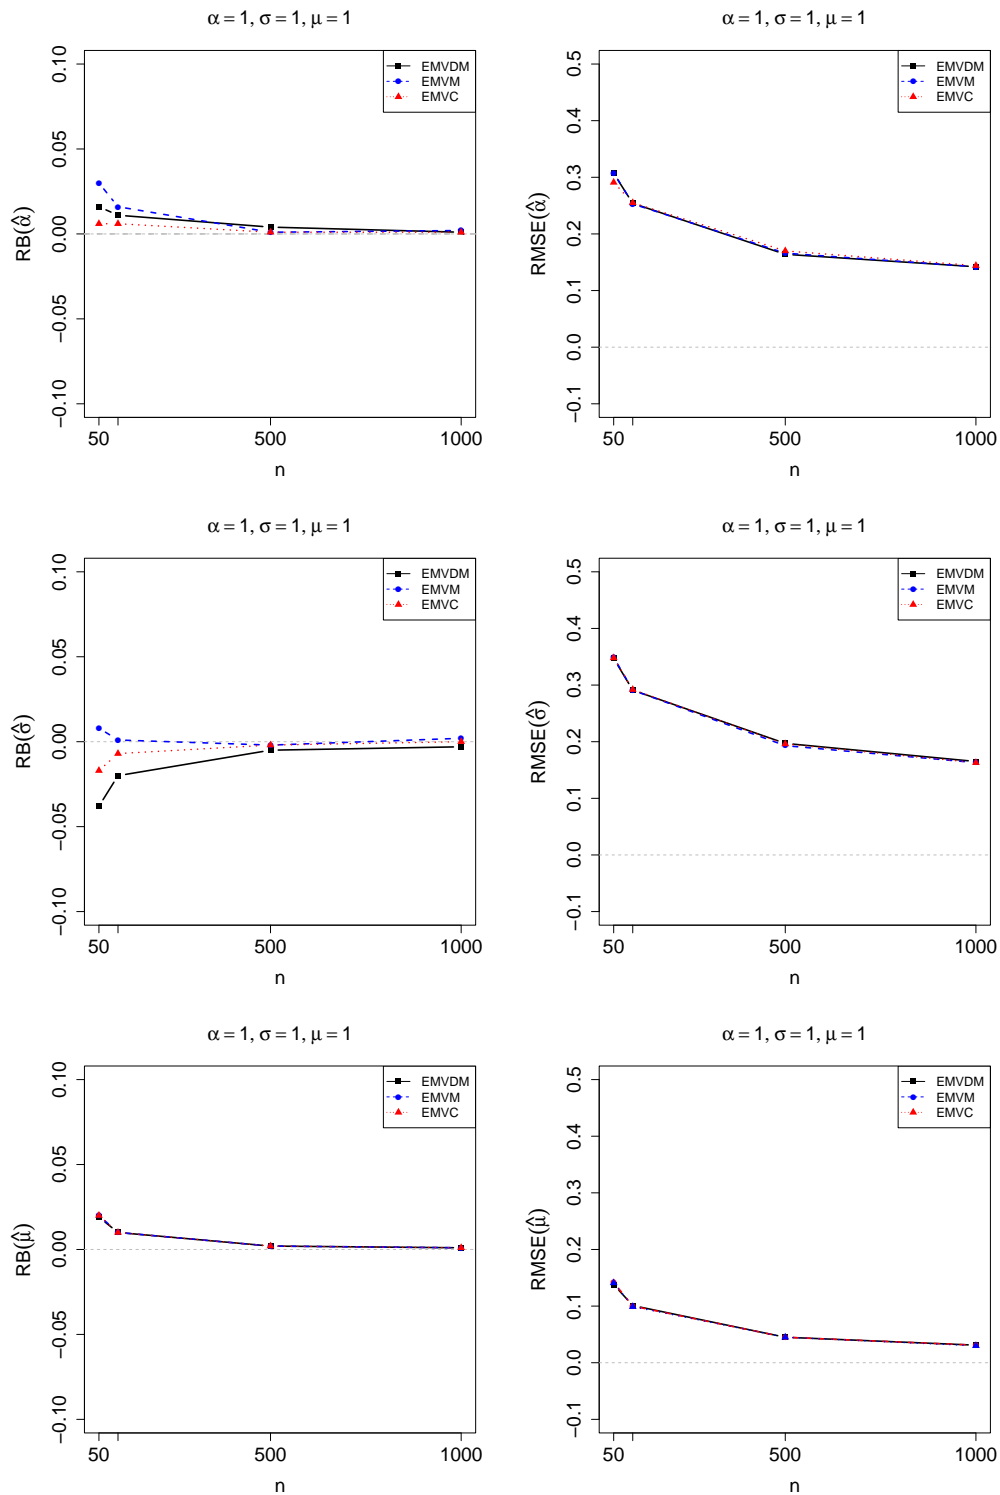 α = 1, σ = 1, μ = 1
RB(α̂)
0.10
0.05
0.00
−0.05
−0.10
EMVDM
EMVM
EMVC
50
500
1000
n
α = 1, σ = 1, μ = 1
RMSE(α̂)
0.5
0.4
0.3
0.2
0.1
0.0
−0.1
EMVDM
EMVM
EMVC
50
500
1000
n
α = 1, σ = 1, μ = 1
RB(σ̂)
0.10
0.05
0.00
−0.05
−0.10
EMVDM
EMVM
EMVC
50
500
1000
n
α = 1, σ = 1, μ = 1
RMSE(σ̂)
0.5
0.4
0.3
0.2
0.1
0.0
−0.1
EMVDM
EMVM
EMVC
50
500
1000
n
α = 1, σ = 1, μ = 1
RB(μ̂)
0.10
0.05
0.00
−0.05
−0.10
EMVDM
EMVM
EMVC
50
500
1000
n
α = 1, σ = 1, μ = 1
RMSE(μ̂)
0.5
0.4
0.3
0.2
0.1
0.0
−0.1
EMVDM
EMVM
EMVC
50
500
1000
n